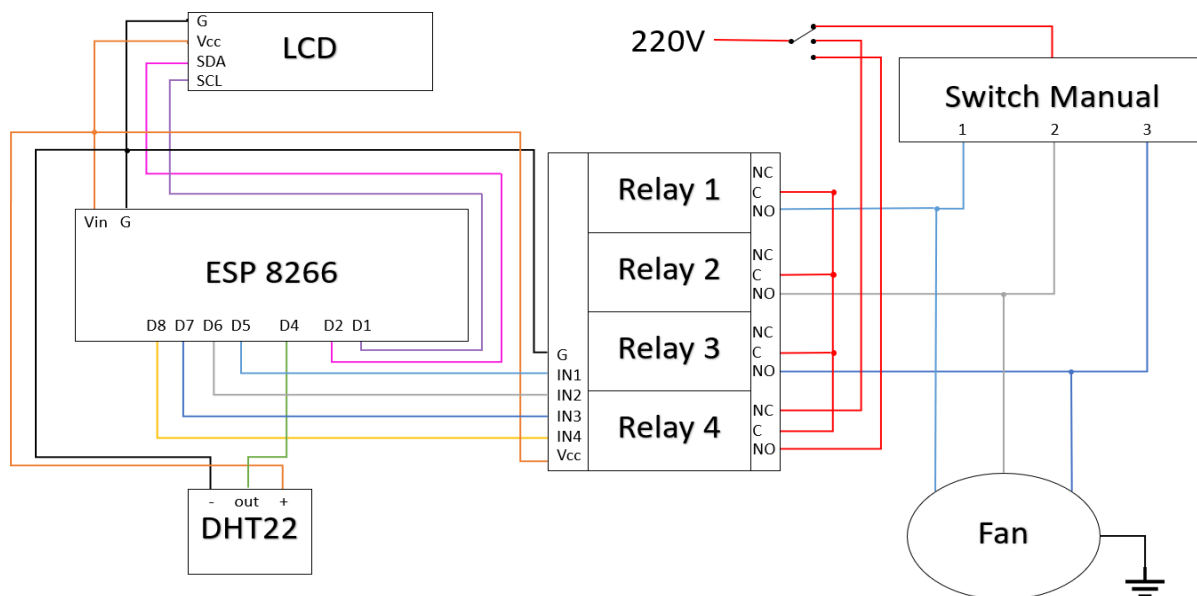 G
Vcc
SDA
SCL
LCD
220V
Switch Manual
1 2 3
Vin G
ESP 8266
D8 D7 D6 D5 D4 D2 D1
G
IN1
IN2
IN3
IN4
Vcc
Relay 1
NC
C
NO
Relay 2
NC
C
NO
Relay 3
NC
C
NO
Relay 4
NC
C
NO
- out +
DHT22
Fan